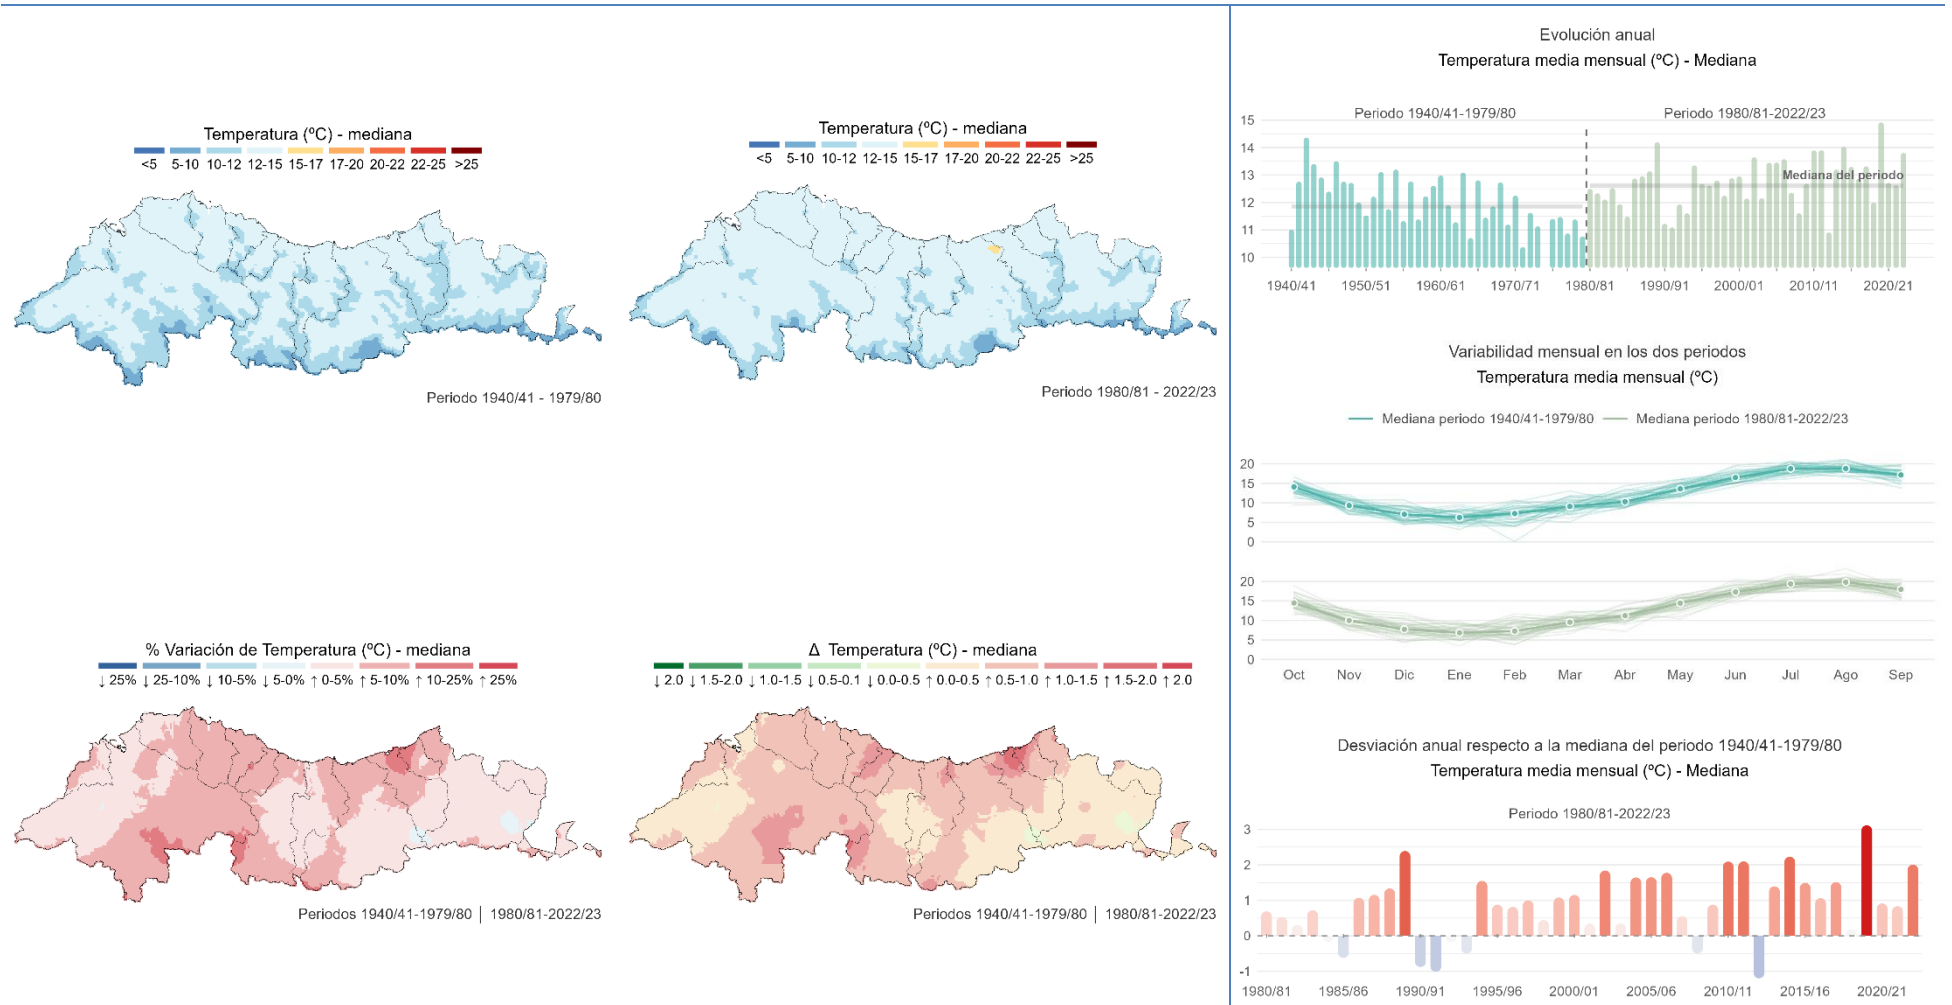 Temperatura (ºC) - mediana
<5 5-10 10-12 12-15 15-17 17-20 20-22 22-25 >25
Periodo 1940/41 - 1979/80
Temperatura (ºC) - mediana
<5 5-10 10-12 12-15 15-17 17-20 20-22 22-25 >25
Periodo 1980/81 - 2022/23
% Variación de Temperatura (ºC) - mediana
↓ 25% ↓ 25-10% ↓ 10-5% ↓ 5-0% ↑ 0-5% ↑ 5-10% ↑ 10-25% ↑ 25%
Periodos 1940/41-1979/80 | 1980/81-2022/23
Δ Temperatura (ºC) - mediana
↓ 2.0 ↓ 1.5-2.0 ↓ 1.0-1.5 ↓ 0.5-0.1 ↓ 0.0-0.5 ↑ 0.0-0.5 ↑ 0.5-1.0 ↑ 1.0-1.5 ↑ 1.5-2.0 ↑ 2.0
Periodos 1940/41-1979/80 | 1980/81-2022/23
Evolución anual
Temperatura media mensual (ºC) - Mediana
Periodo 1940/41-1979/80 Periodo 1980/81-2022/23
15
14
13
12
11
10
Mediana del periodo
1940/41 1950/51 1960/61 1970/71 1980/81 1990/91 2000/01 2010/11 2020/21
Variabilidad mensual en los dos periodos
Temperatura media mensual (ºC)
Mediana periodo 1940/41-1979/80 Mediana periodo 1980/81-2022/23
20
15
10
5
0
20
15
10
5
0
Oct Nov Dic Ene Feb Mar Abr May Jun Jul Ago Sep
Desviación anual respecto a la mediana del periodo 1940/41-1979/80
Temperatura media mensual (ºC) - Mediana
Periodo 1980/81-2022/23
3
2
1
0
-1
1980/81 1985/86 1990/91 1995/96 2000/01 2005/06 2010/11 2015/16 2020/21